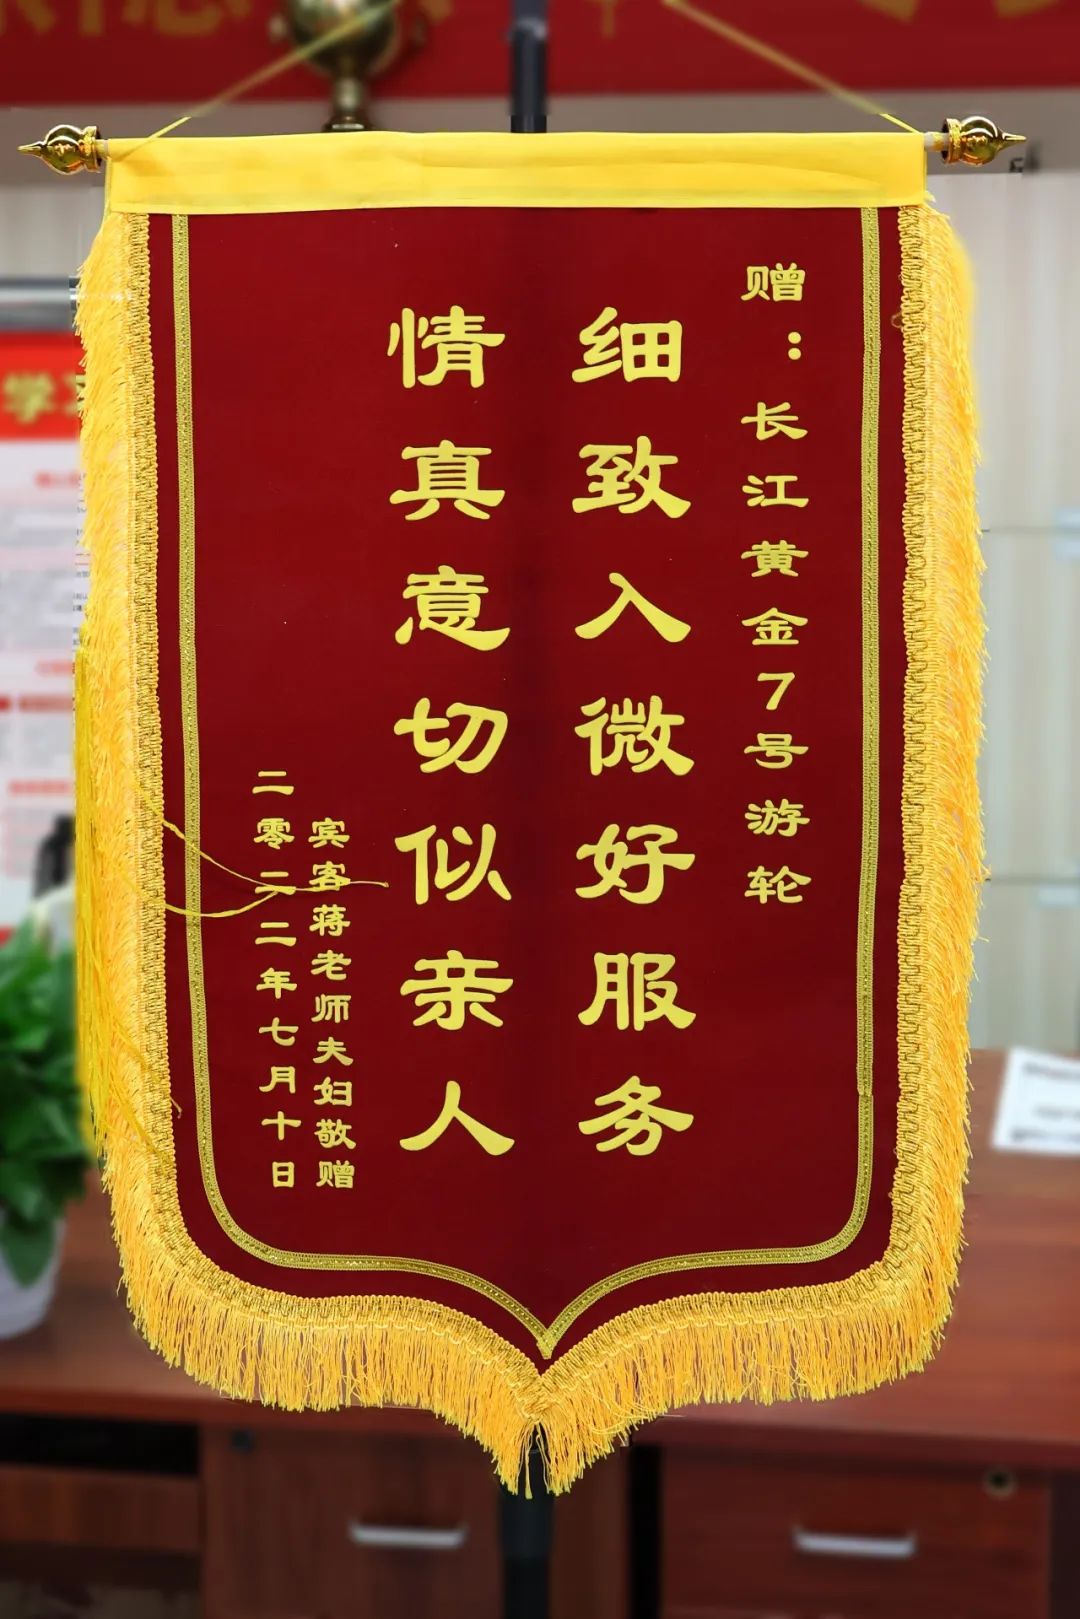 赠：长江黄金7号游轮
细致入微好服务
情真意切似亲人
宾客蒋老师夫妇敬赠
二零二二年七月十日
学习